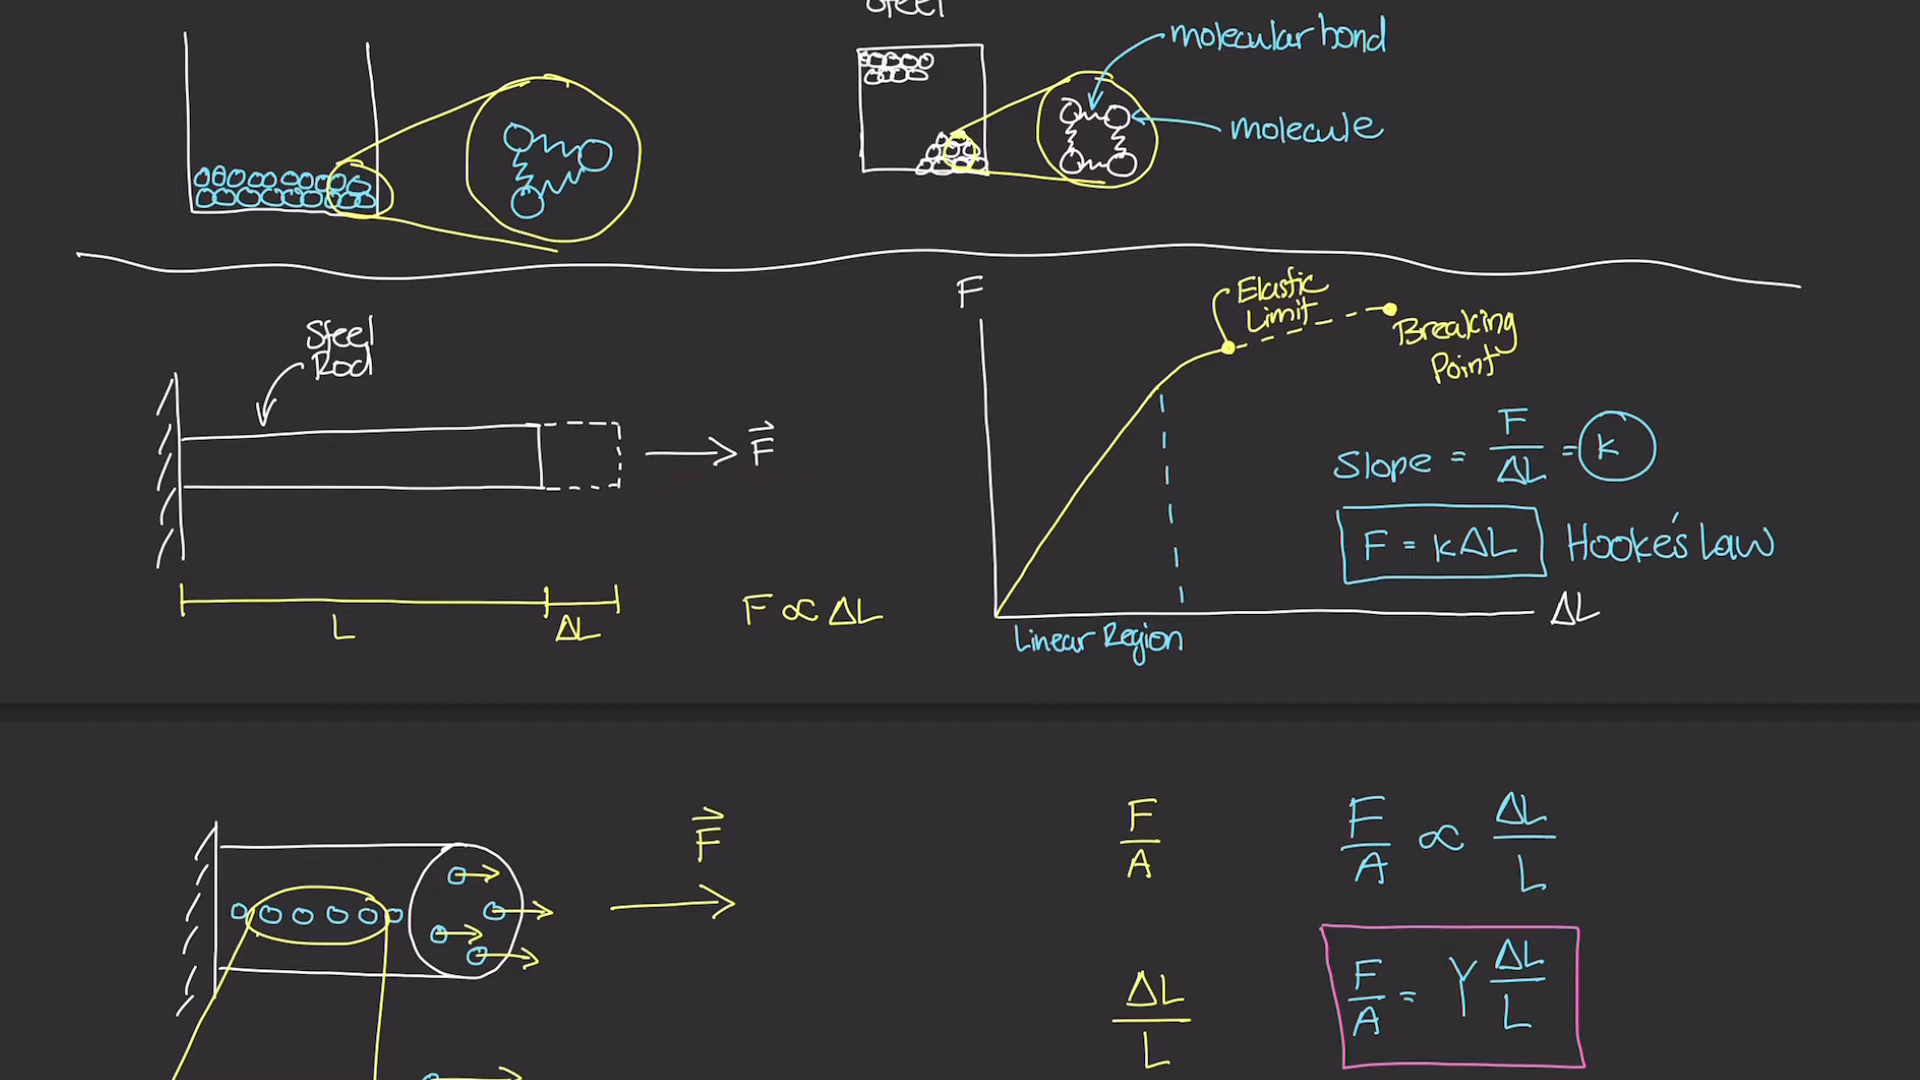 Steel
molecular bond
molecule
F
Elastic
Limit
Breaking
Point
Steel
Rod
F
Slope = F/ΔL = k
F = kΔL
Hooke's Law
L
ΔL
F ∝ ΔL
ΔL
Linear Region
F
F/A
F/A ∝ ΔL/L
ΔL/L
F/A = Y ΔL/L